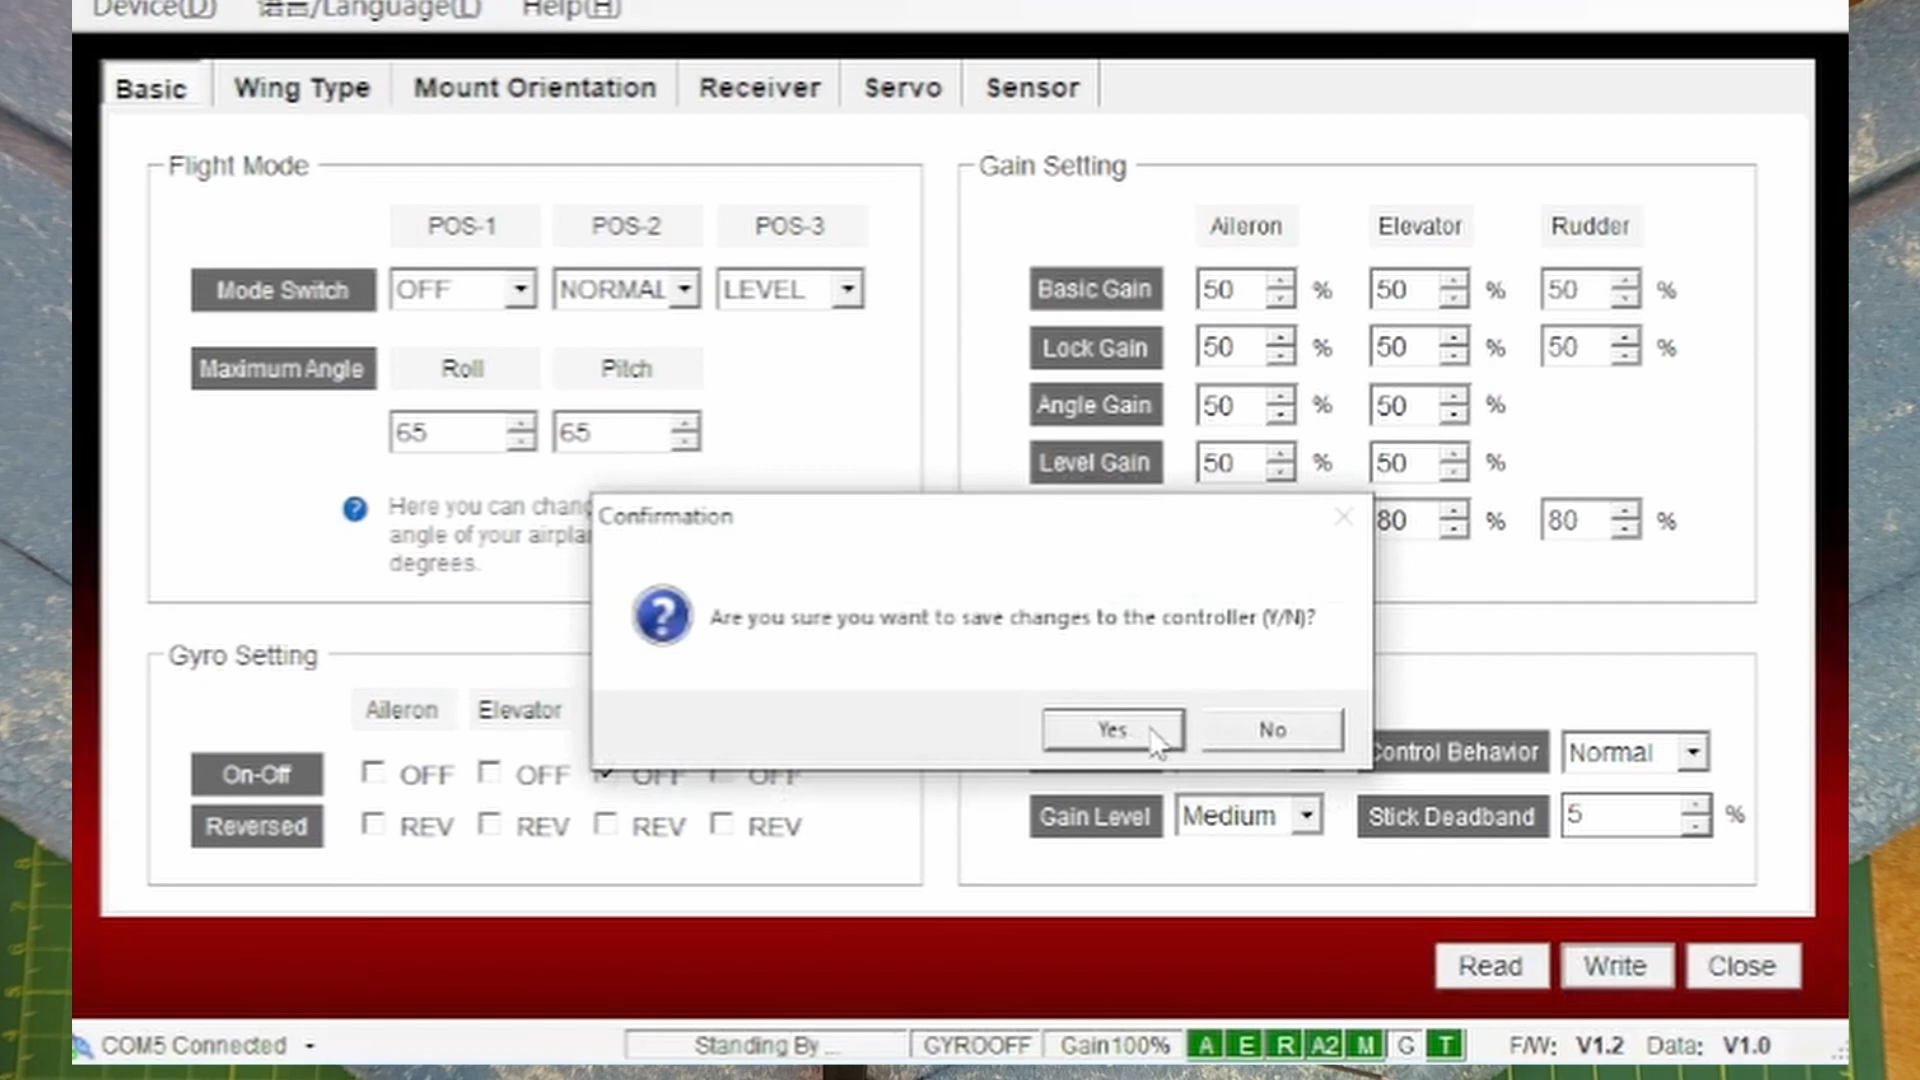 Device(D) 语言/Language(L) Help(H)
Basic Wing Type Mount Orientation Receiver Servo Sensor
Flight Mode
POS-1 POS-2 POS-3
Mode Switch OFF NORMAL LEVEL
Maximum Angle Roll Pitch
65 65
? Here you can chang
angle of your airpla
degrees.
Gain Setting
Aileron Elevator Rudder
Basic Gain 50 % 50 % 50 %
Lock Gain 50 % 50 % 50 %
Angle Gain 50 % 50 %
Level Gain 50 % 50 %
80 % 80 %
Confirmation
? Are you sure you want to save changes to the controller (Y/N)?
Yes No
Gyro Setting
Aileron Elevator
On-Off OFF OFF OFF OFF
Reversed REV REV REV REV
Control Behavior Normal
Gain Level Medium Stick Deadband 5 %
Read Write Close
COM5 Connected Standing By ... GYROOFF Gain100% A E R A2 M G T F/W: V1.2 Data: V1.0